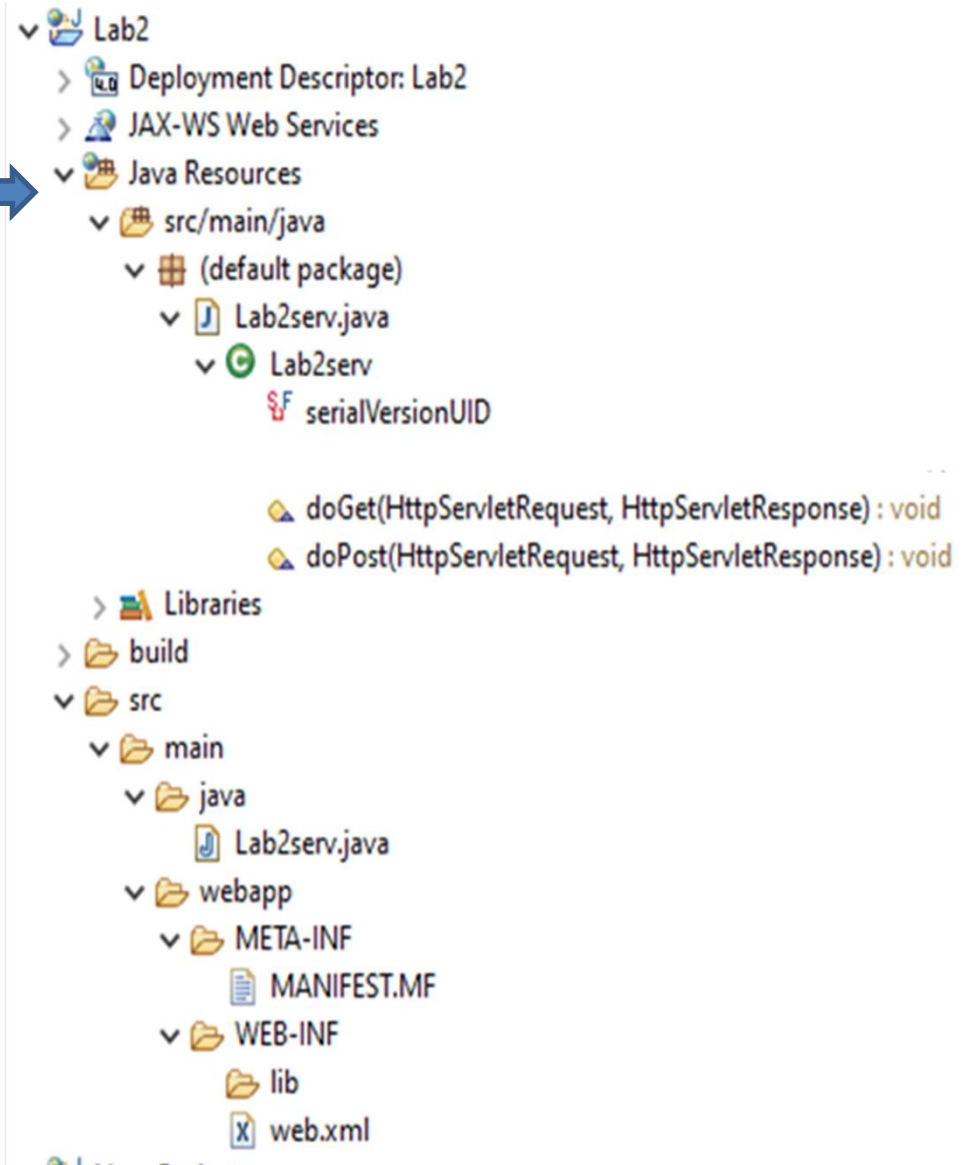 Lab2
4.0 Deployment Descriptor: Lab2
JAX-WS Web Services
Java Resources
src/main/java
(default package)
J Lab2serv.java
C Lab2serv
S F serialVersionUID
doGet(HttpServletRequest, HttpServletResponse) : void
doPost(HttpServletRequest, HttpServletResponse) : void
Libraries
build
src
main
java
J Lab2serv.java
webapp
META-INF
MANIFEST.MF
WEB-INF
lib
X web.xml